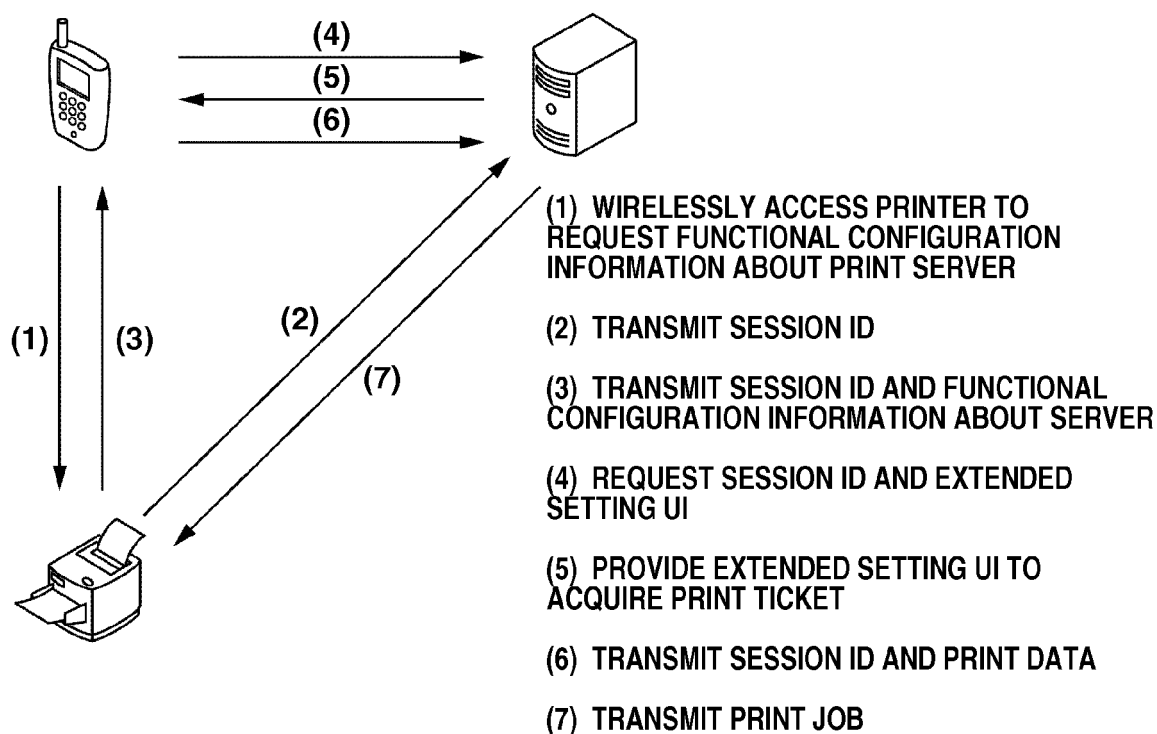 (4)
(5)
(6)
(1)
(3)
(2)
(7)
(1) WIRELESSLY ACCESS PRINTER TO
REQUEST FUNCTIONAL CONFIGURATION
INFORMATION ABOUT PRINT SERVER
(2) TRANSMIT SESSION ID
(3) TRANSMIT SESSION ID AND FUNCTIONAL
CONFIGURATION INFORMATION ABOUT SERVER
(4) REQUEST SESSION ID AND EXTENDED
SETTING UI
(5) PROVIDE EXTENDED SETTING UI TO
ACQUIRE PRINT TICKET
(6) TRANSMIT SESSION ID AND PRINT DATA
(7) TRANSMIT PRINT JOB